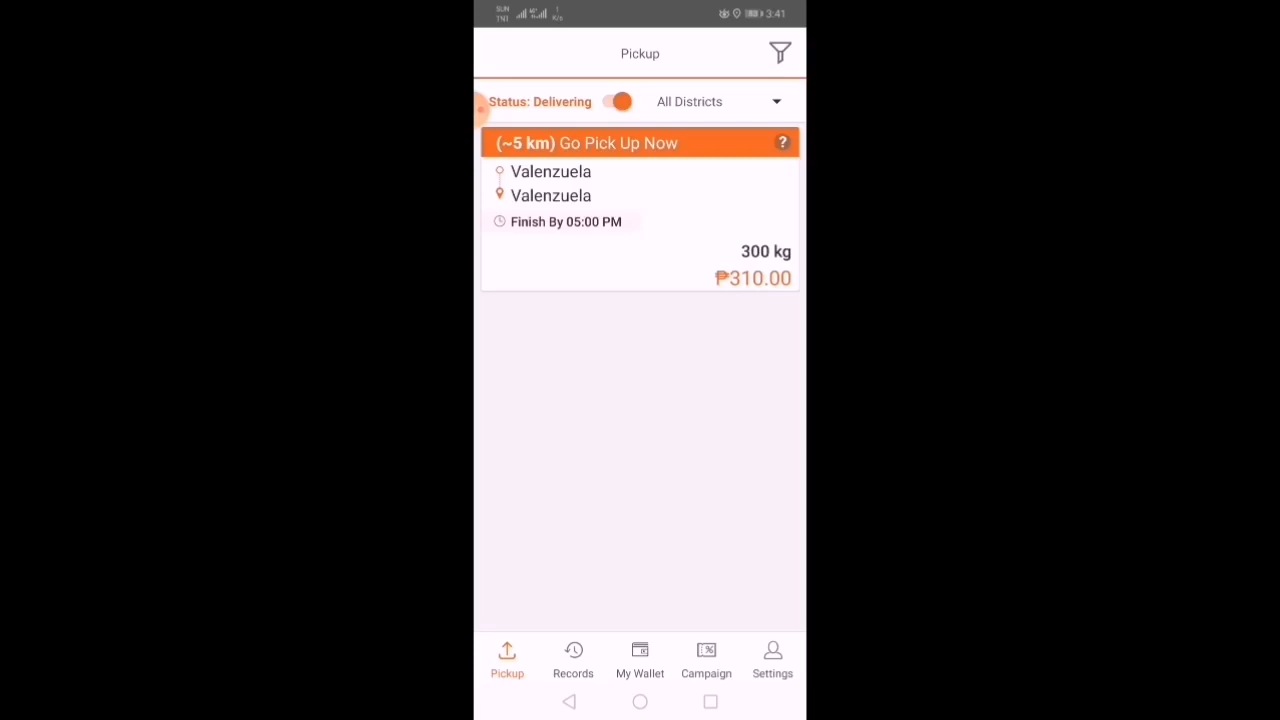 SUN
TNT
1
K/s
3:41
Pickup
Status: Delivering
All Districts
(~5 km) Go Pick Up Now
?
Valenzuela
Valenzuela
Finish By 05:00 PM
300 kg
₱310.00
Pickup
Records
My Wallet
Campaign
Settings